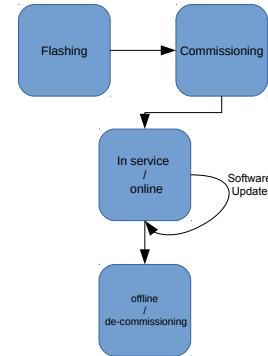 Flashing
Commissioning
In service
/
online
Software
Update
offline
/
de-commissioning